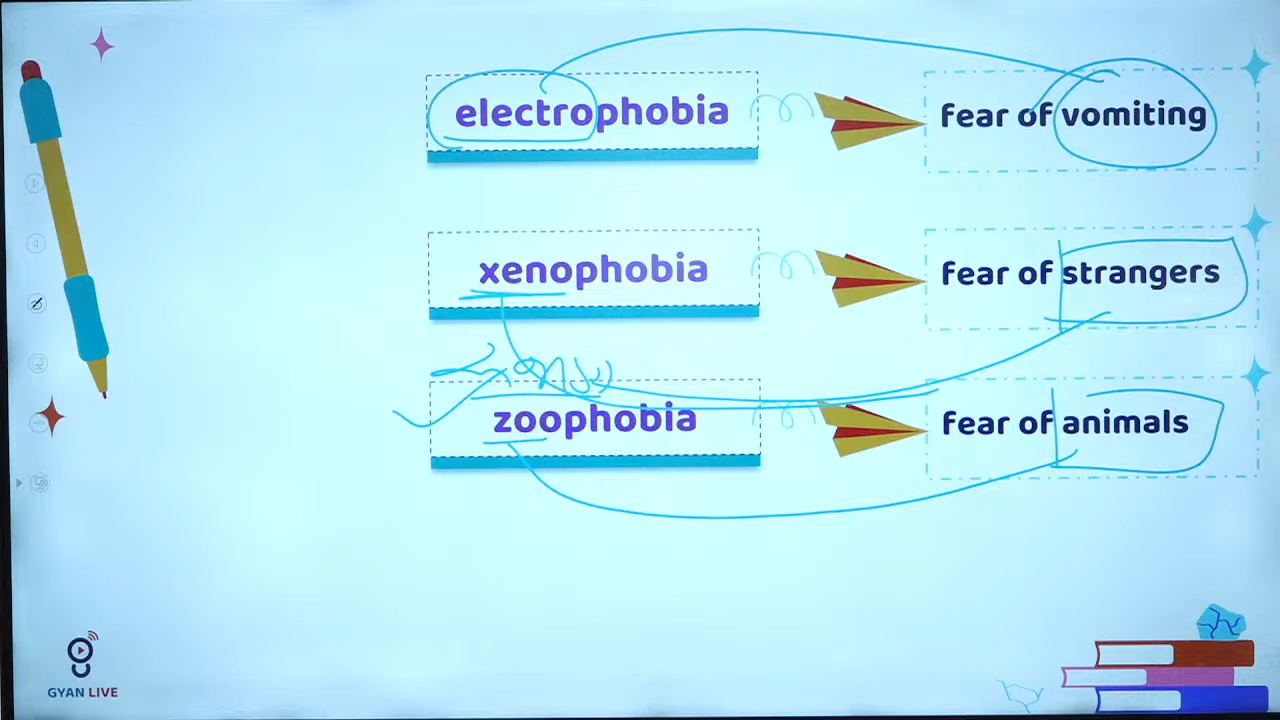 electrophobia
fear of vomiting
xenophobia
fear of strangers
zoophobia
fear of animals
GYAN LIVE